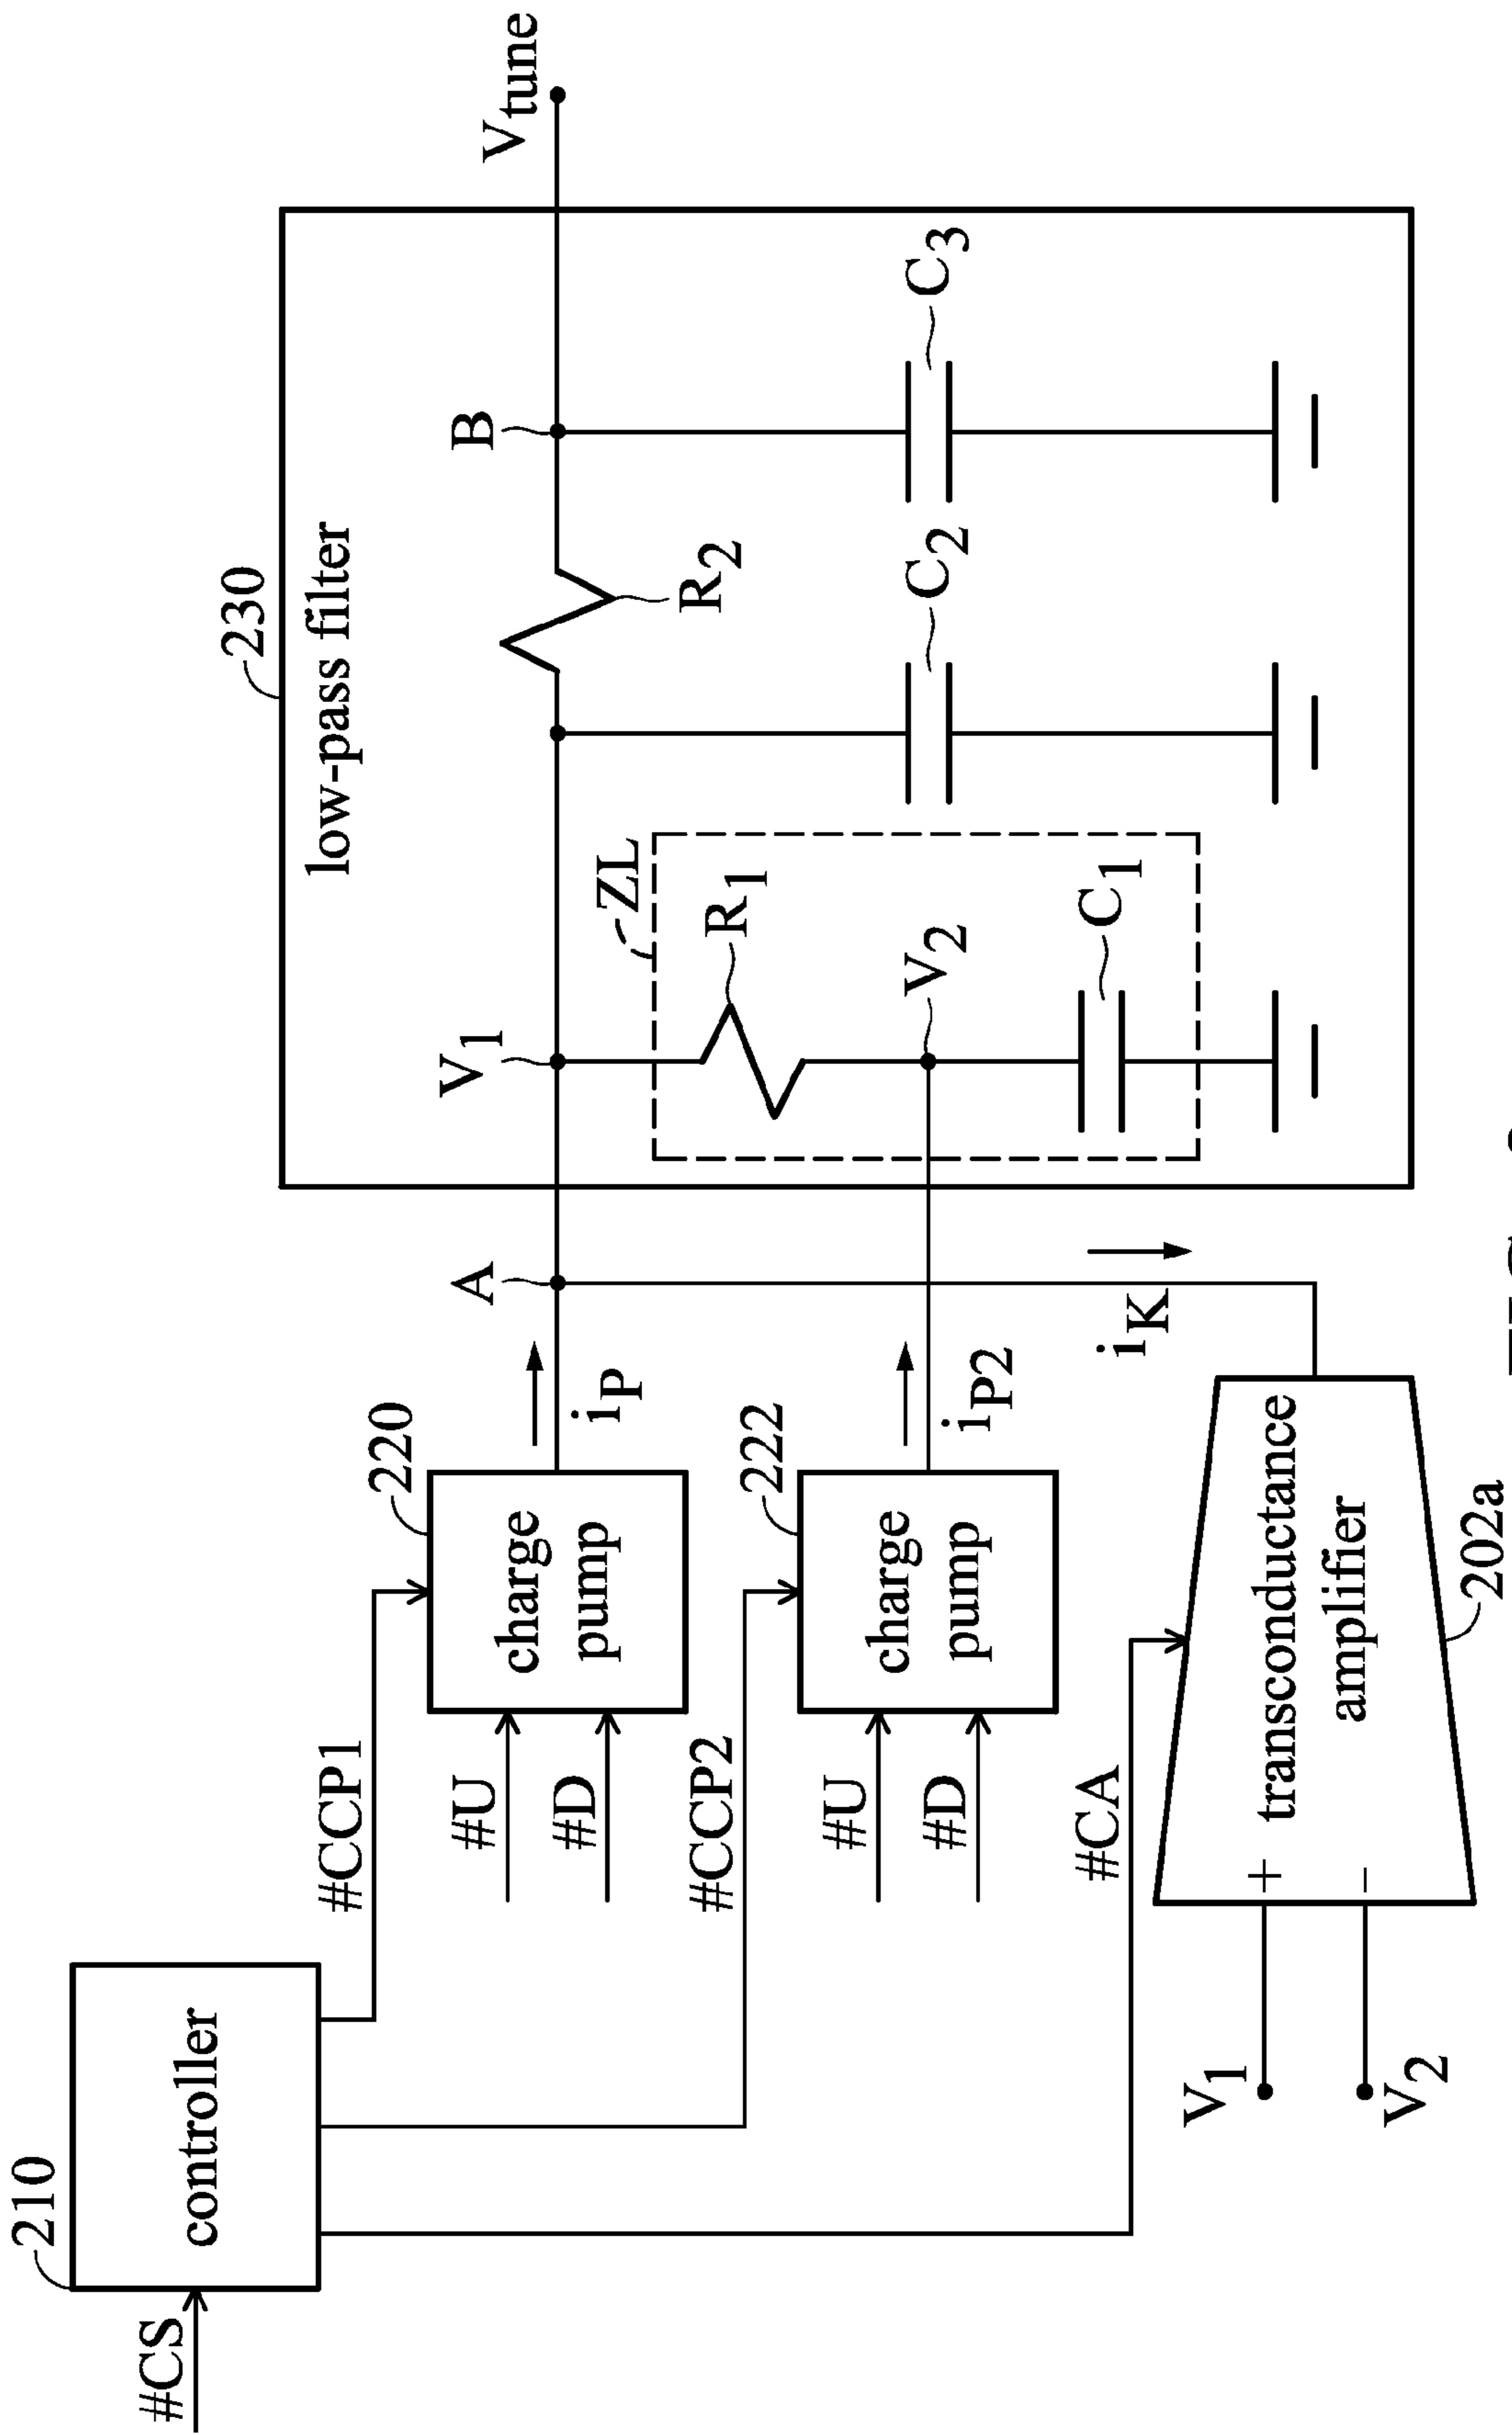 #CS
210
controller
#CCP1
#U
#D
220
charge
pump
iP
#CCP2
#U
#D
222
charge
pump
iP2
#CA
V1
V2
+
-
transconductance
amplifier
202a
iK
A
230
low-pass filter
V1
ZL
R1
V2
C1
C2
R2
B
C3
Vtune